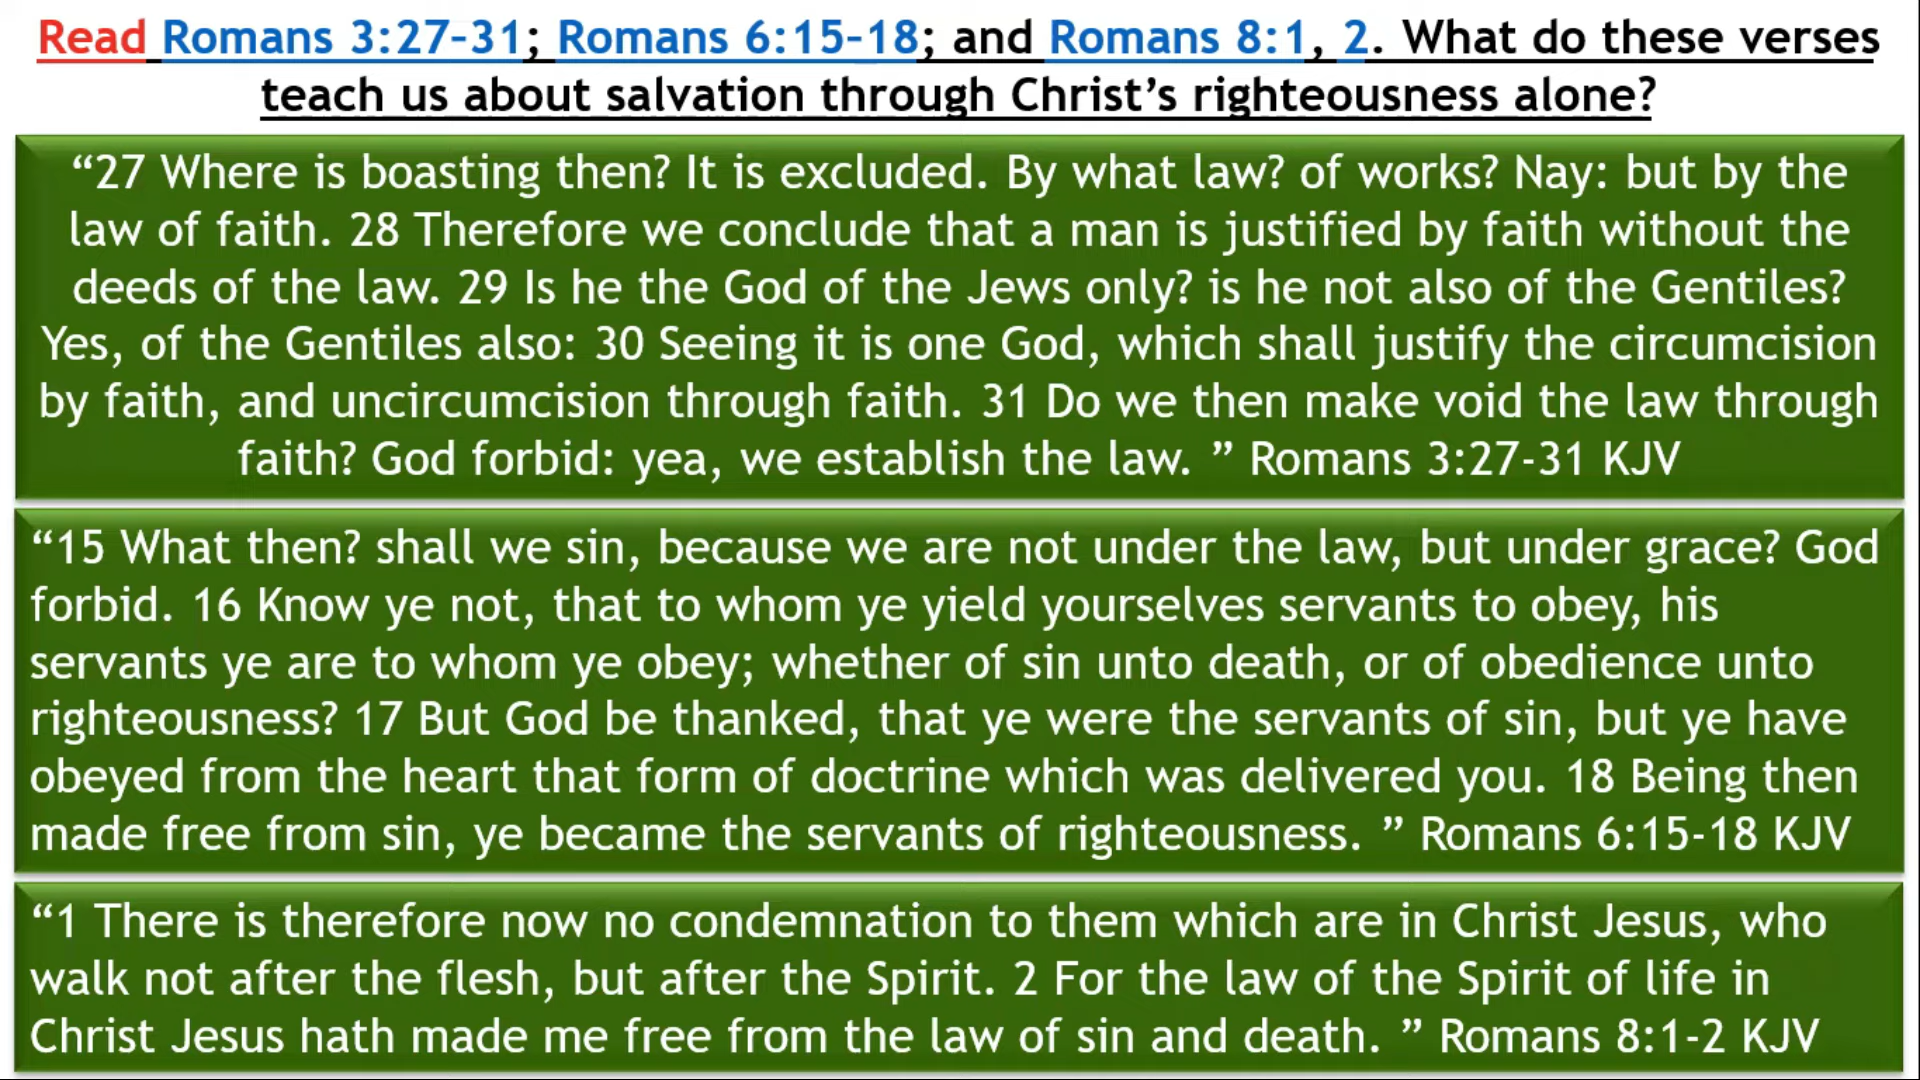 Read Romans 3:27–31; Romans 6:15–18; and Romans 8:1, 2. What do these verses
teach us about salvation through Christ’s righteousness alone?
“27 Where is boasting then? It is excluded. By what law? of works? Nay: but by the
law of faith. 28 Therefore we conclude that a man is justified by faith without the
deeds of the law. 29 Is he the God of the Jews only? is he not also of the Gentiles?
Yes, of the Gentiles also: 30 Seeing it is one God, which shall justify the circumcision
by faith, and uncircumcision through faith. 31 Do we then make void the law through
faith? God forbid: yea, we establish the law. ” Romans 3:27-31 KJV
“15 What then? shall we sin, because we are not under the law, but under grace? God
forbid. 16 Know ye not, that to whom ye yield yourselves servants to obey, his
servants ye are to whom ye obey; whether of sin unto death, or of obedience unto
righteousness? 17 But God be thanked, that ye were the servants of sin, but ye have
obeyed from the heart that form of doctrine which was delivered you. 18 Being then
made free from sin, ye became the servants of righteousness. ” Romans 6:15-18 KJV
“1 There is therefore now no condemnation to them which are in Christ Jesus, who
walk not after the flesh, but after the Spirit. 2 For the law of the Spirit of life in
Christ Jesus hath made me free from the law of sin and death. ” Romans 8:1-2 KJV